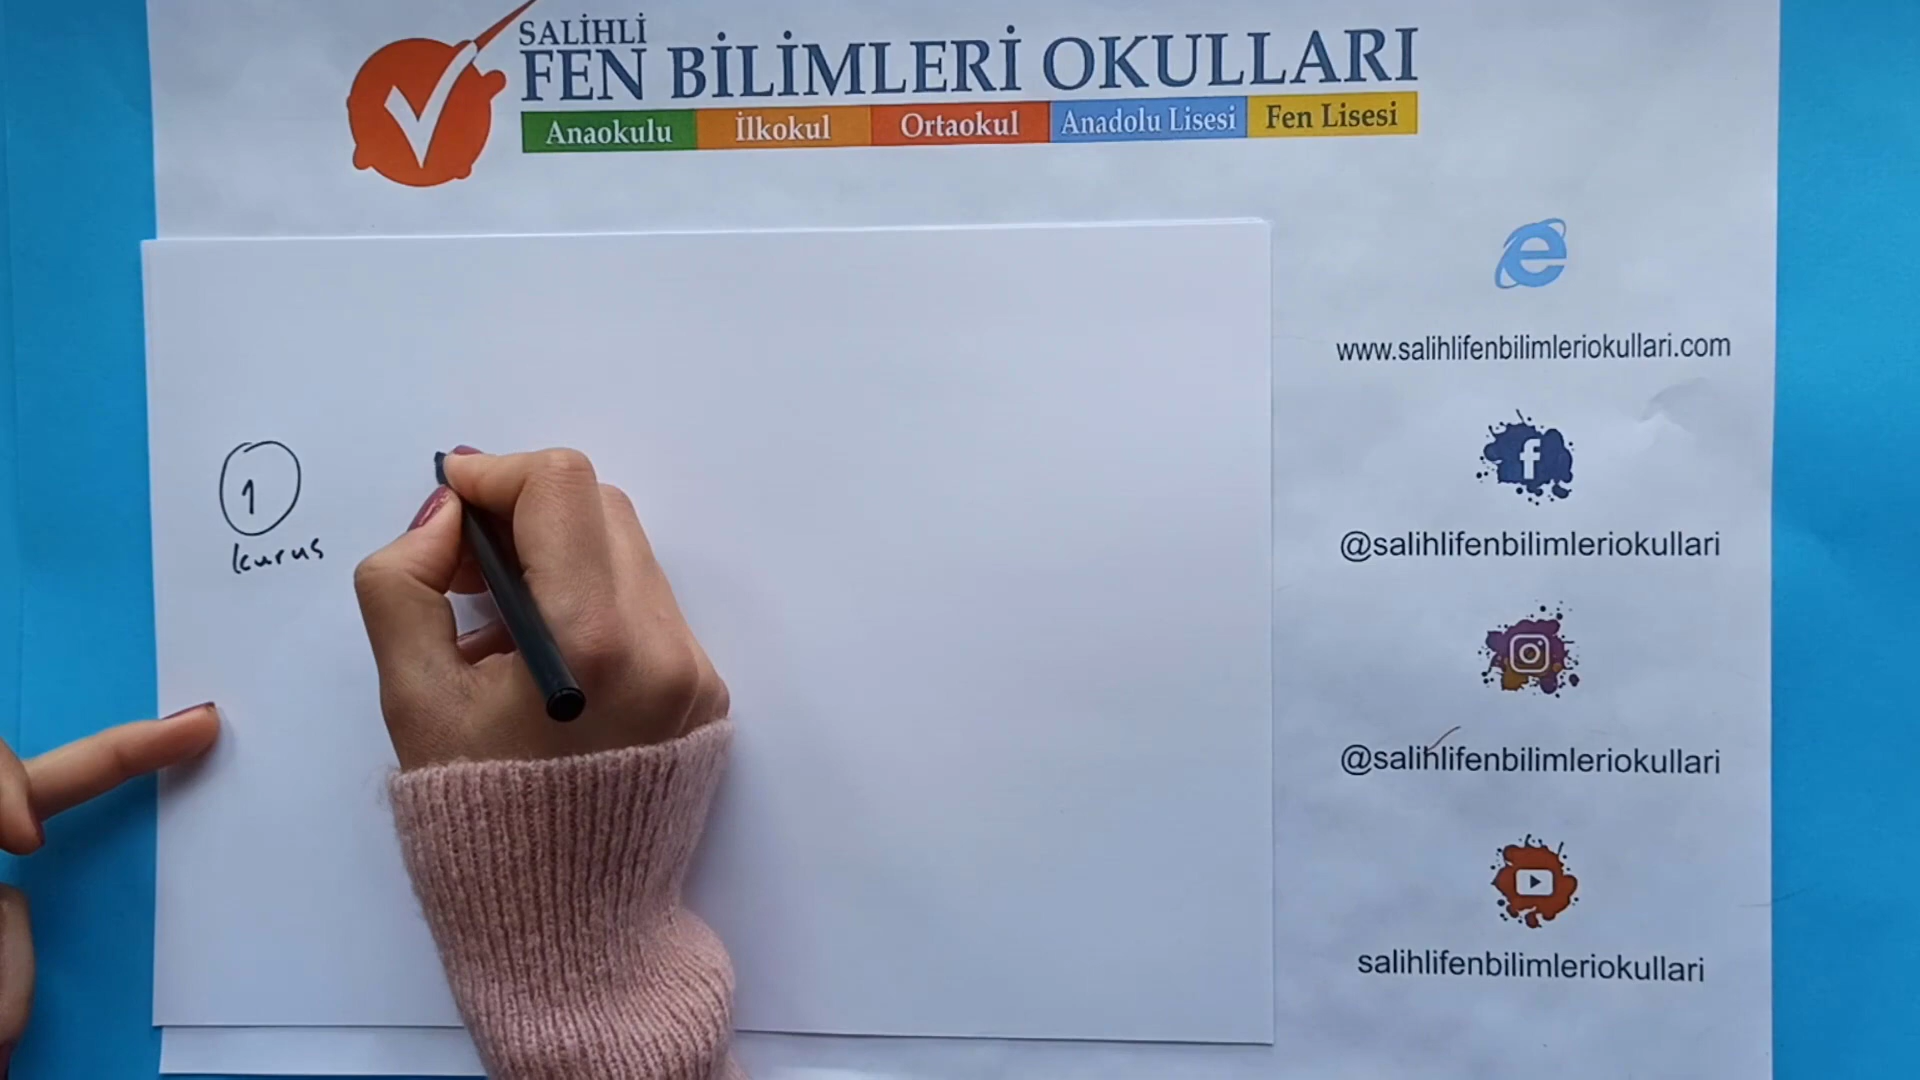 SALİHLİ
FEN BİLİMLERİ OKULLARI
Anaokulu İlkokul Ortaokul Anadolu Lisesi Fen Lisesi
www.salihlifenbilimleriokullari.com
1
kurus
@salihlifenbilimleriokullari
@salihlifenbilimleriokullari
salihlifenbilimleriokullari